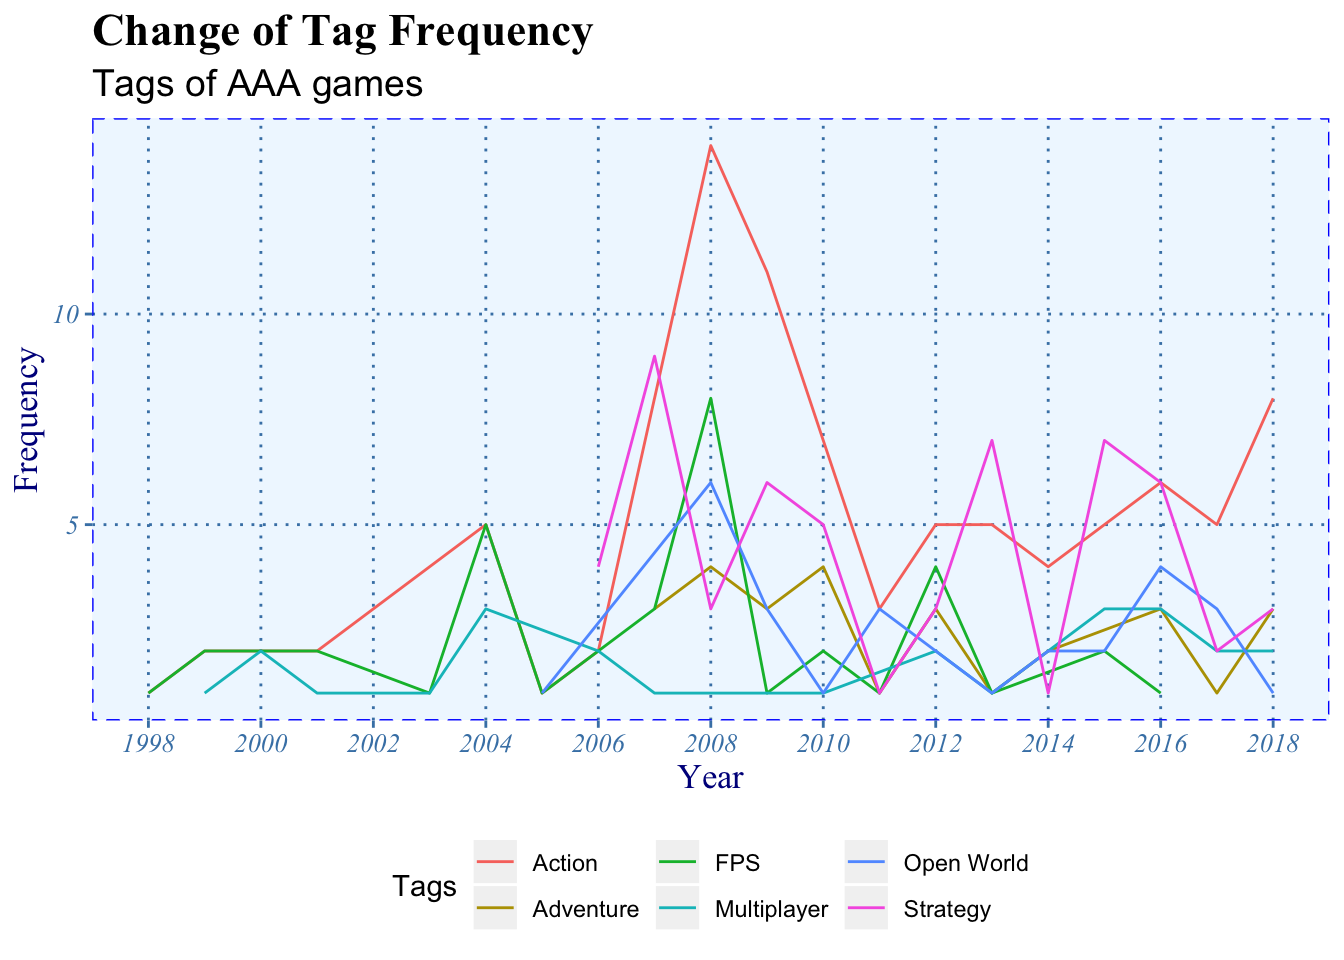 Change of Tag Frequency
Tags of AAA games
10
5
Frequency
1998 2000 2002 2004 2006 2008 2010 2012 2014 2016 2018
Year
Tags
Action FPS Open World
Adventure Multiplayer Strategy